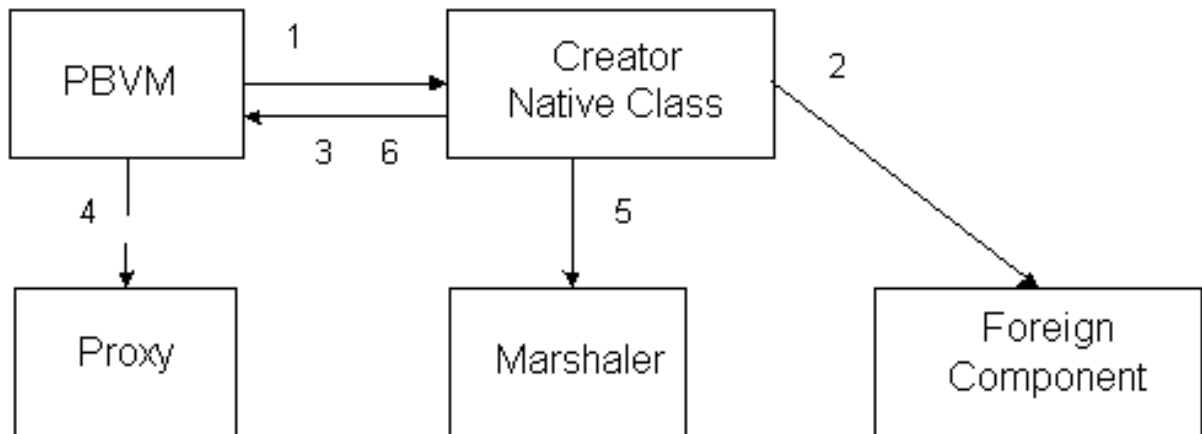 1
PBVM
Creator
Native Class
2
3 6
4
5
Proxy
Marshaler
Foreign
Component